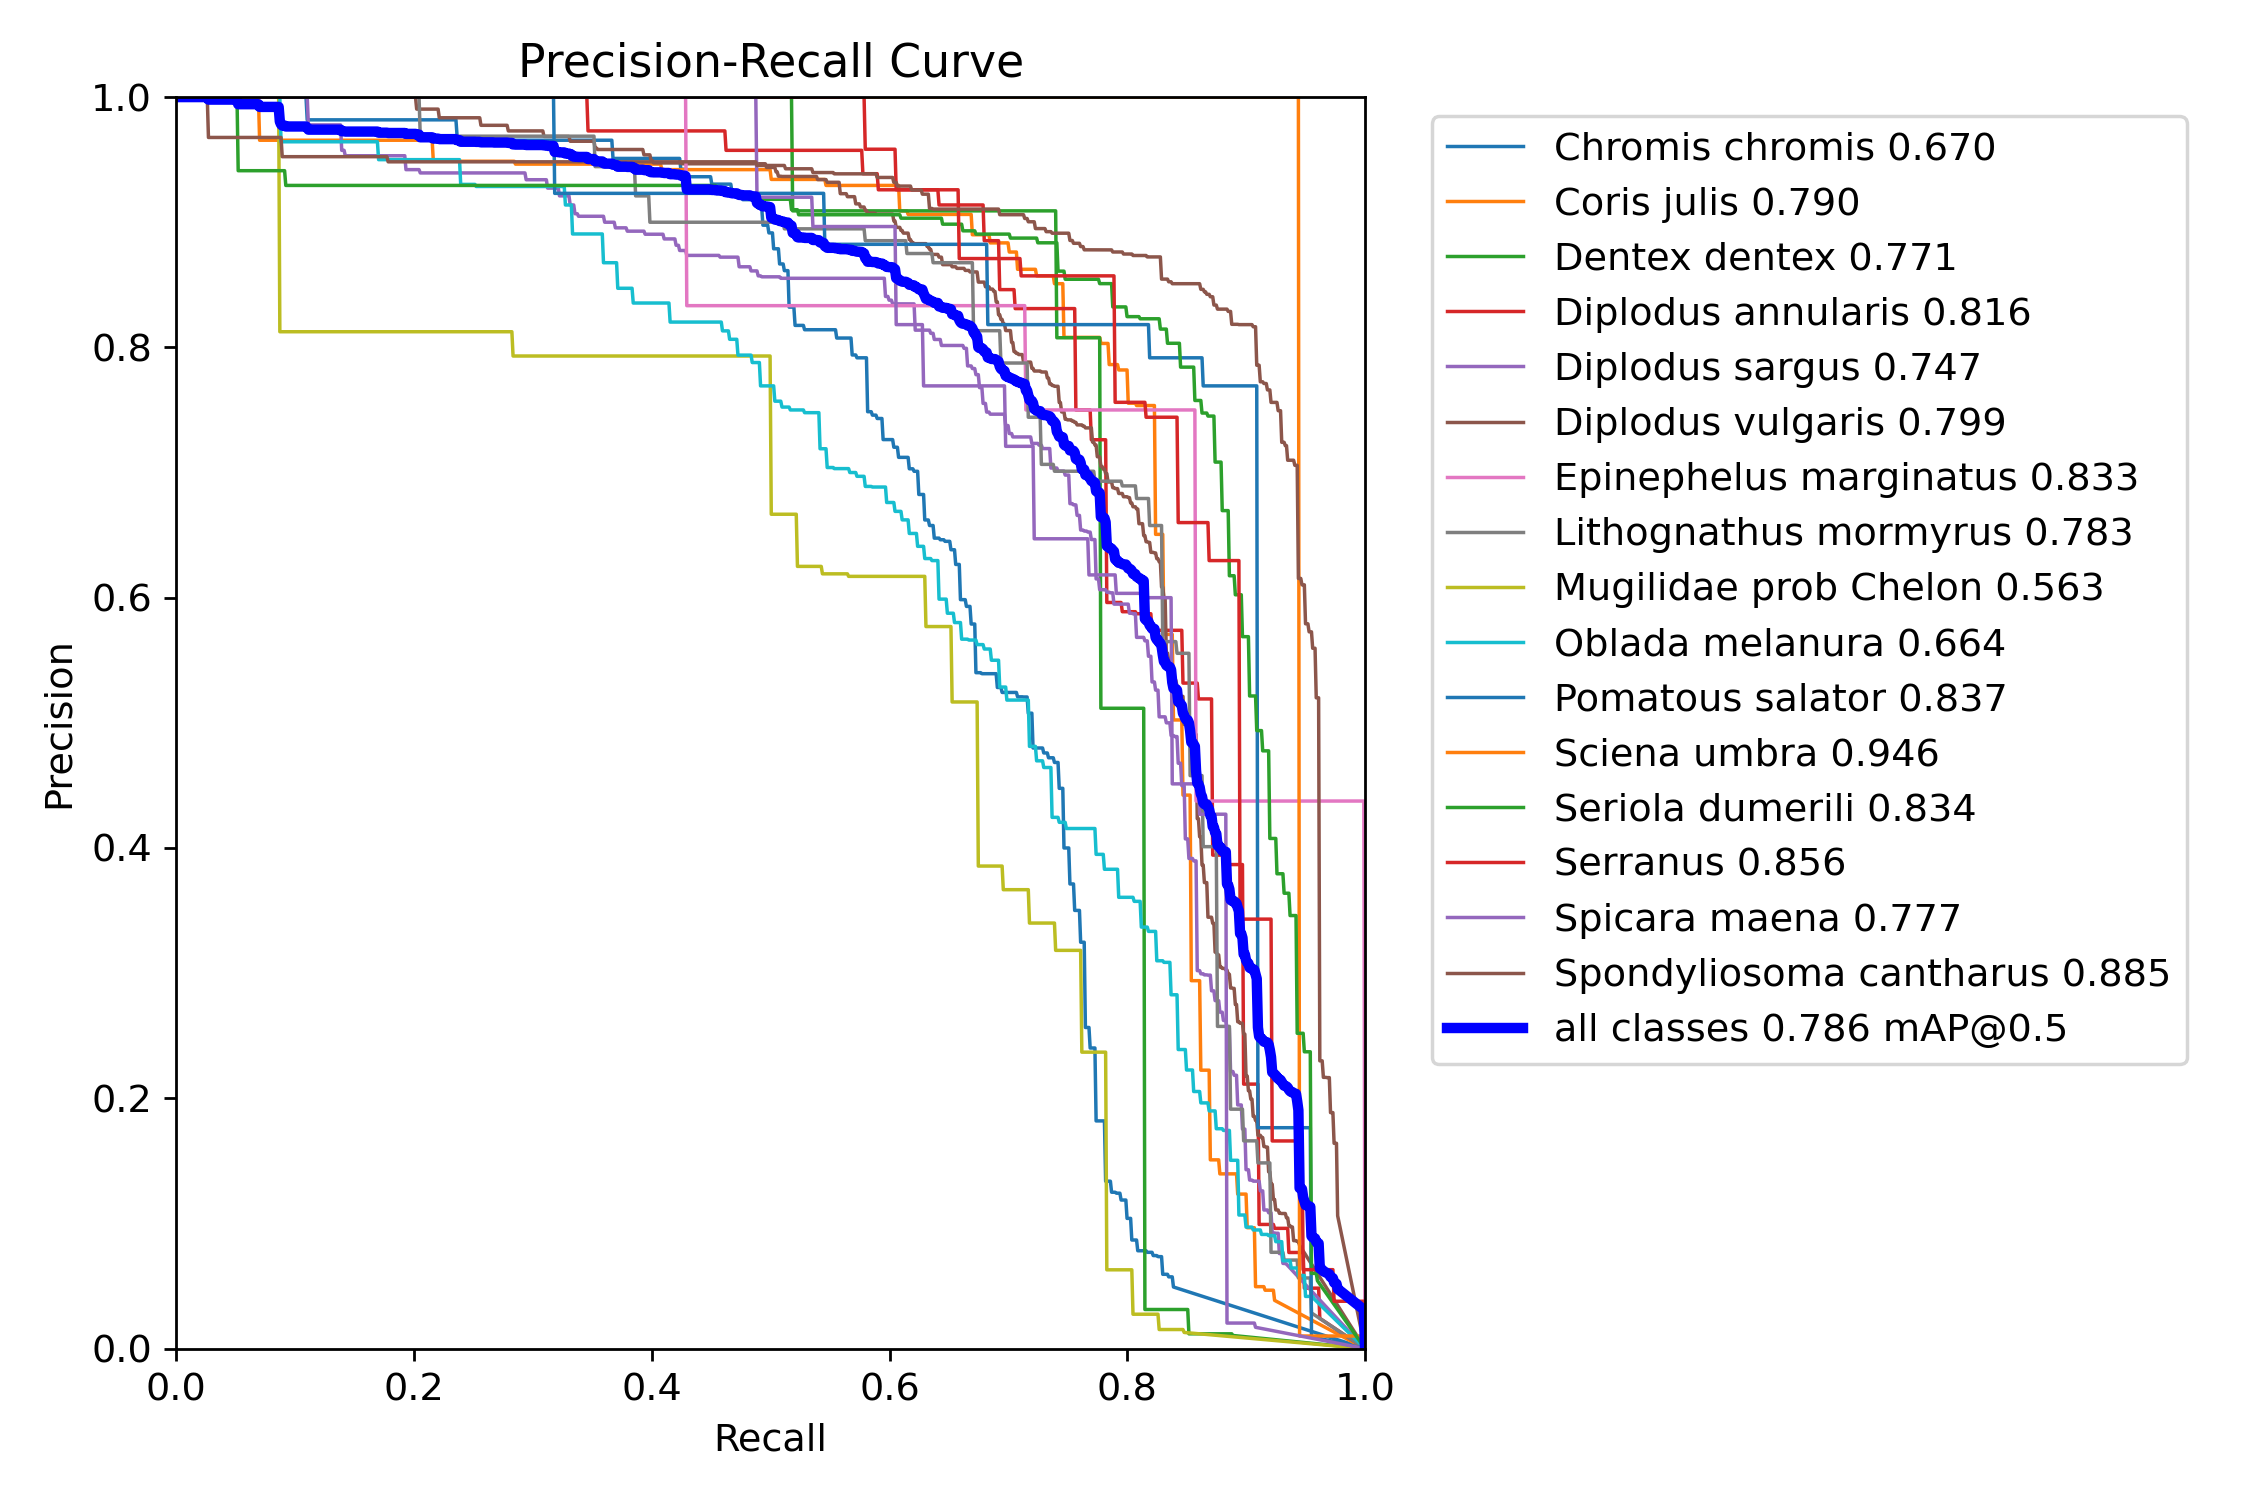 Precision-Recall Curve
1.0
0.8
0.6
0.4
0.2
0.0
Precision
0.0 0.2 0.4 0.6 0.8 1.0
Recall
Chromis chromis 0.670
Coris julis 0.790
Dentex dentex 0.771
Diplodus annularis 0.816
Diplodus sargus 0.747
Diplodus vulgaris 0.799
Epinephelus marginatus 0.833
Lithognathus mormyrus 0.783
Mugilidae prob Chelon 0.563
Oblada melanura 0.664
Pomatous salator 0.837
Sciena umbra 0.946
Seriola dumerili 0.834
Serranus 0.856
Spicara maena 0.777
Spondyliosoma cantharus 0.885
all classes 0.786 mAP@0.5